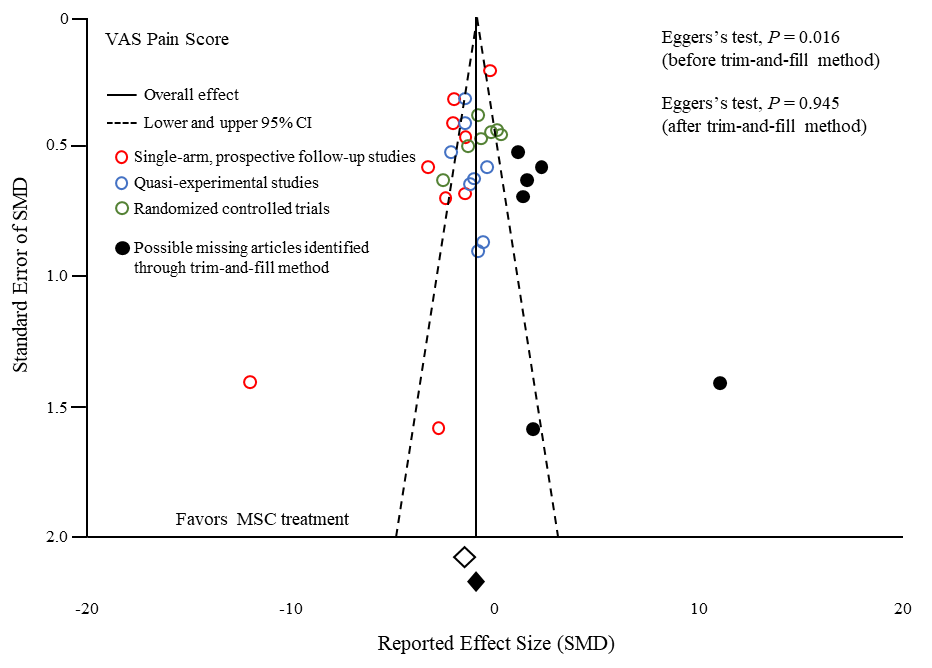 VAS Pain Score
Overall effect
Lower and upper 95% CI
Single-arm, prospective follow-up studies
Quasi-experimental studies
Randomized controlled trials
Possible missing articles identified
through trim-and-fill method
Eggers's test, P = 0.016
(before trim-and-fill method)
Eggers's test, P = 0.945
(after trim-and-fill method)
Standard Error of SMD
0
0.5
1.0
1.5
2.0
Favors MSC treatment
-20
-10
0
10
20
Reported Effect Size (SMD)